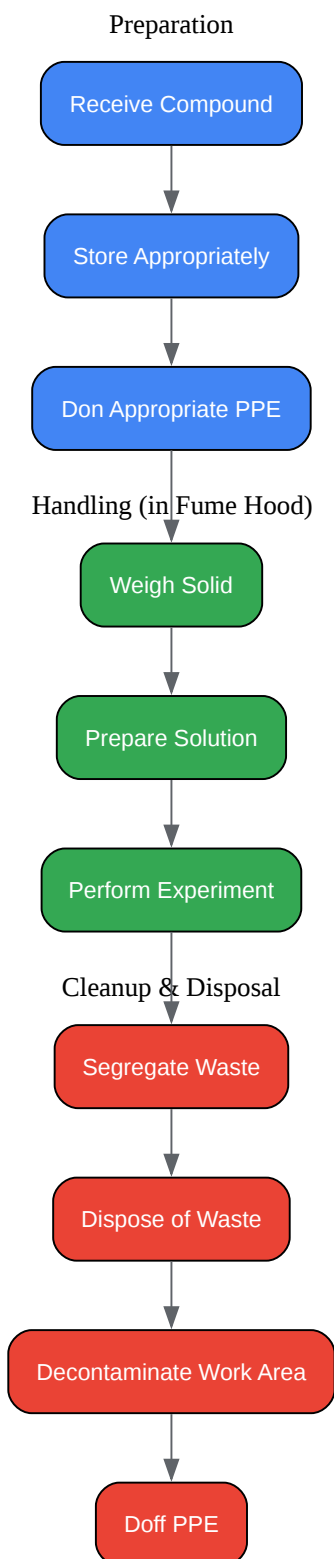 Preparation
Receive Compound
Store Appropriately
Don Appropriate PPE
Handling (in Fume Hood)
Weigh Solid
Prepare Solution
Perform Experiment
Cleanup & Disposal
Segregate Waste
Dispose of Waste
Decontaminate Work Area
Doff PPE